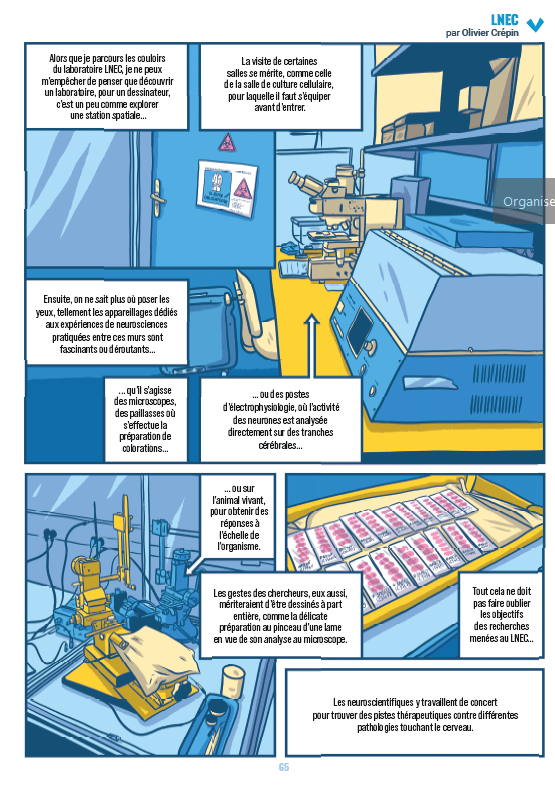 LNEC
par Olivier Crépin
Alors que je parcours les couloirs
du laboratoire LNEC, je ne peux
m'empêcher de penser que découvrir
un laboratoire, pour un dessinateur,
c'est un peu comme explorer
une station spatiale...
La visite de certaines
salles se mérite, comme celle
de la salle de culture cellulaire,
pour laquelle il faut s'équiper
avant d'entrer.
Organise
Ensuite, on ne sait plus où poser les
yeux, tellement les appareillages dédiés
aux expériences de neurosciences
pratiquées entre ces murs sont
fascinants ou déroutants...
... qu'il s'agisse
des microscopes,
des paillasses où
s'effectue la
préparation de
colorations...
... ou des postes
d'électrophysiologie, où l'activité
des neurones est analysée
directement sur des tranches
cérébrales...
... ou sur
l'animal vivant,
pour obtenir des
réponses à
l'échelle de
l'organisme.
Les gestes des chercheurs, eux aussi,
mériteraient d'être dessinés à part
entière, comme la délicate
préparation au pinceau d'une lame
en vue de son analyse au microscope.
Tout cela ne doit
pas faire oublier
les objectifs
des recherches
menées au LNEC...
Les neuroscientifiques y travaillent de concert
pour trouver des pistes thérapeutiques contre différentes
pathologies touchant le cerveau.
65